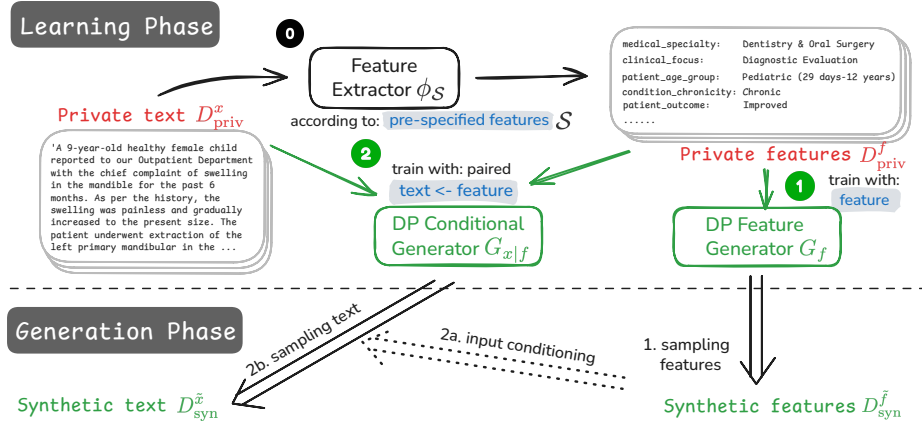 Learning Phase
0
Feature
Extractor ϕ_S
according to: pre-specified features S
medical_specialty: Dentistry & Oral Surgery
clinical_focus: Diagnostic Evaluation
patient_age_group: Pediatric (29 days-12 years)
condition_chronicity: Chronic
patient_outcome: Improved
......
Private text D_priv^x
'A 9-year-old healthy female child
reported to our Outpatient Department
with the chief complaint of swelling
in the mandible for the past 6
months. As per the history, the
swelling was painless and gradually
increased to the present size. The
patient underwent extraction of the
left primary mandibular in the ...
2
train with: paired
text <- feature
DP Conditional
Generator G_{x|f}
Private features D_priv^f
1
train with:
feature
DP Feature
Generator G_f
Generation Phase
2b. sampling text
2a. input conditioning
1. sampling
features
Synthetic text D_syn^x̃
Synthetic features D_syn^f̃